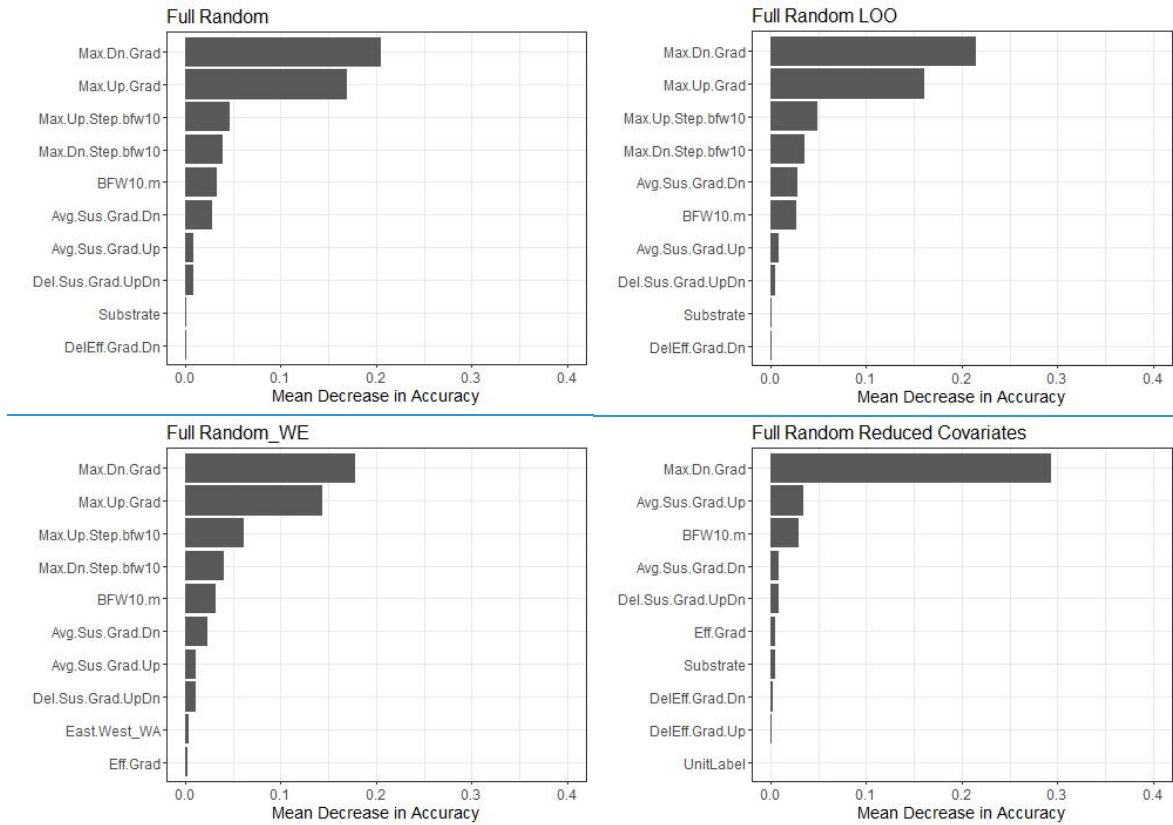 Full Random
Max.Dn.Grad
Max.Up.Grad
Max.Up.Step.bfw10
Max.Dn.Step.bfw10
BFW10.m
Avg.Sus.Grad.Dn
Avg.Sus.Grad.Up
Del.Sus.Grad.UpDn
Substrate
DelEff.Grad.Dn
0.0 0.1 0.2 0.3 0.4
Mean Decrease in Accuracy
Full Random LOO
Max.Dn.Grad
Max.Up.Grad
Max.Up.Step.bfw10
Max.Dn.Step.bfw10
Avg.Sus.Grad.Dn
BFW10.m
Avg.Sus.Grad.Up
Del.Sus.Grad.UpDn
Substrate
DelEff.Grad.Dn
0.0 0.1 0.2 0.3 0.4
Mean Decrease in Accuracy
Full Random_WE
Max.Dn.Grad
Max.Up.Grad
Max.Up.Step.bfw10
Max.Dn.Step.bfw10
BFW10.m
Avg.Sus.Grad.Dn
Avg.Sus.Grad.Up
Del.Sus.Grad.UpDn
East.West_WA
Eff.Grad
0.0 0.1 0.2 0.3 0.4
Mean Decrease in Accuracy
Full Random Reduced Covariates
Max.Dn.Grad
Avg.Sus.Grad.Up
BFW10.m
Avg.Sus.Grad.Dn
Del.Sus.Grad.UpDn
Eff.Grad
Substrate
DelEff.Grad.Dn
DelEff.Grad.Up
UnitLabel
0.0 0.1 0.2 0.3 0.4
Mean Decrease in Accuracy